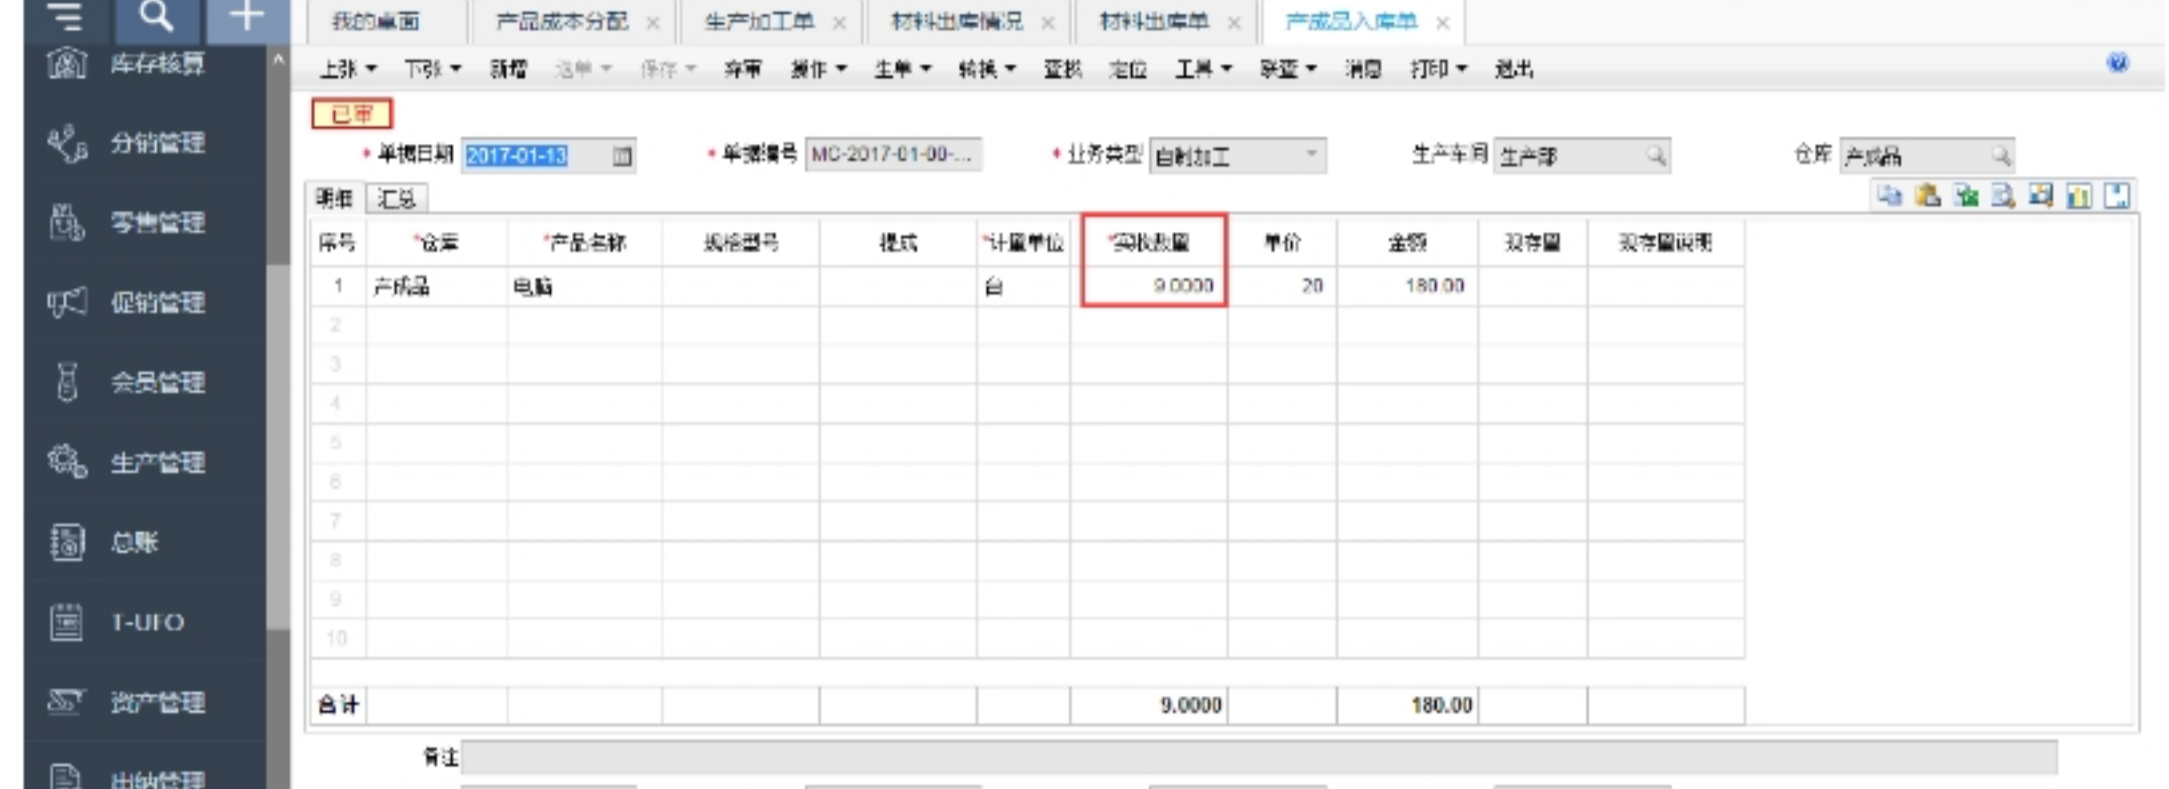 我的桌面 产品成本分配 × 生产加工单 × 材料出库情况 × 材料出库单 × 产成品入库单 ×
上张 下张 新增 选单 保存 弃审 操作 生单 转换 查找 定位 工具 联查 消息 打印 退出
已审
* 单据日期 2017-01-13 * 单据编号 MC-2017-01-00-... * 业务类型 自制加工 生产车间 生产部 仓库 产成品
明细 汇总
序号 *仓库 *产品名称 规格型号 提成 *计量单位 *实收数量 单价 金额 现存量 现存量说明
1 产成品 电脑 台 9.0000 20 180.00
2
3
4
5
6
7
8
9
10
合计 9.0000 180.00
备注
库存核算
分销管理
零售管理
促销管理
会员管理
生产管理
总账
T-UFO
资产管理
出纳管理